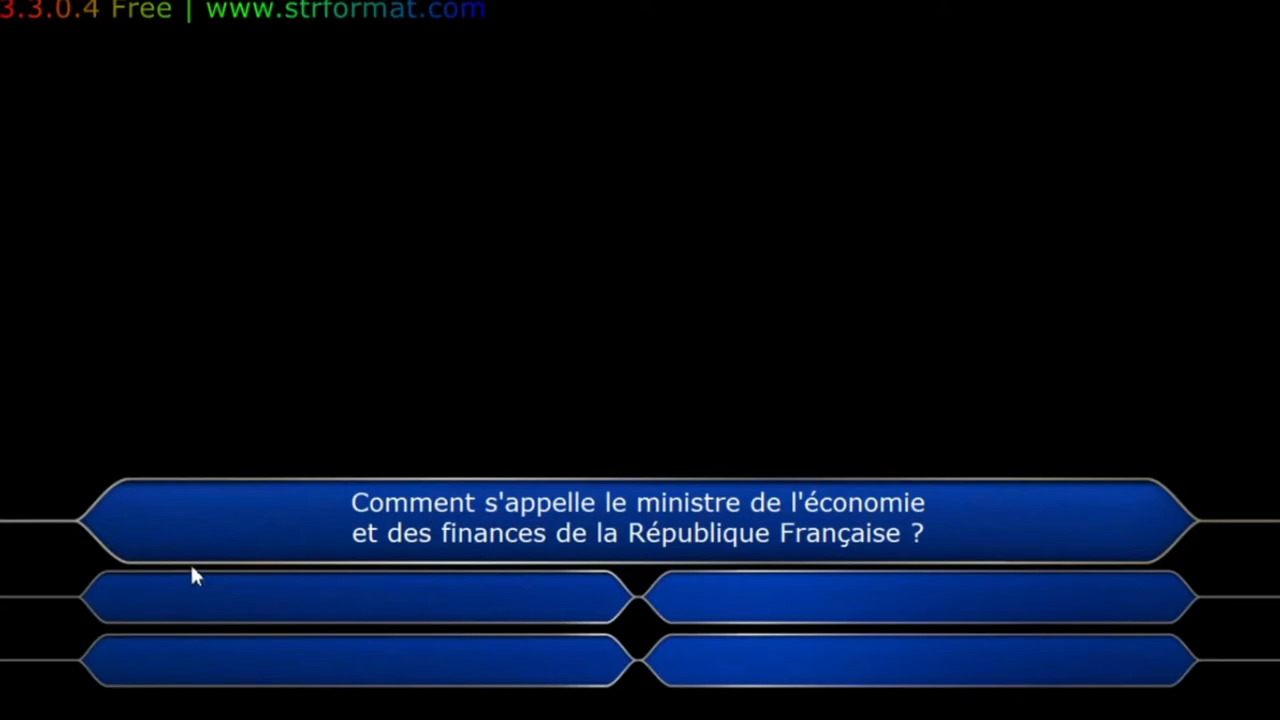 3.3.0.4 Free | www.strformat.com
Comment s'appelle le ministre de l'économie
et des finances de la République Française ?